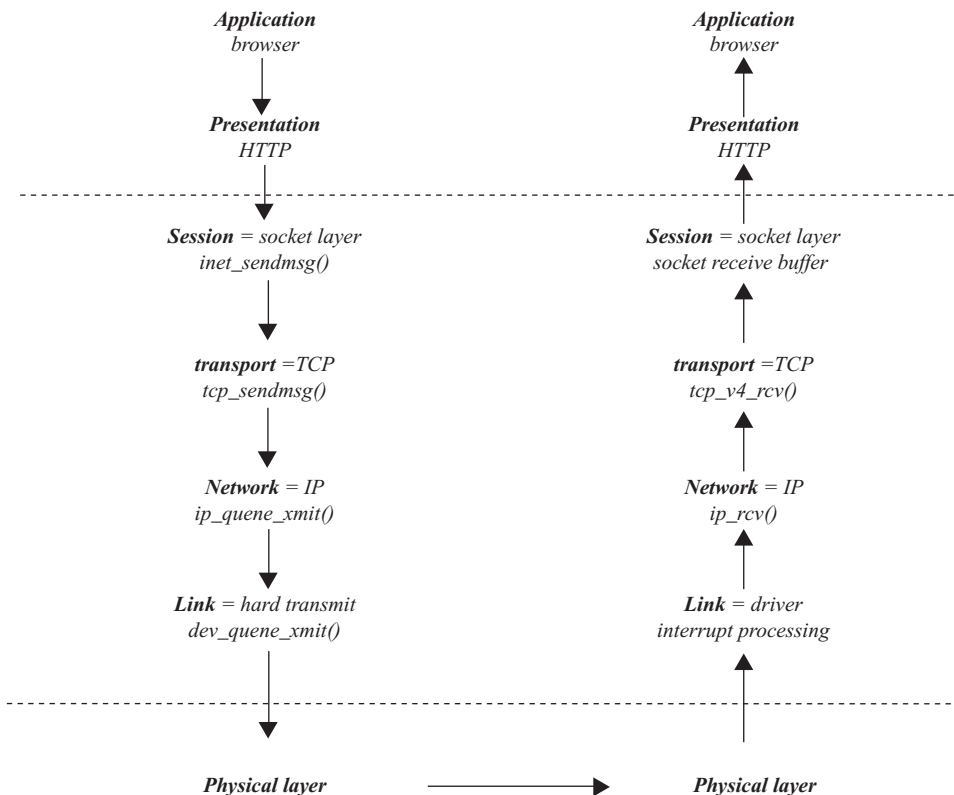 Application
browser
Presentation
HTTP
Session = socket layer
inet_sendmsg()
transport =TCP
tcp_sendmsg()
Network = IP
ip_quene_xmit()
Link = hard transmit
dev_quene_xmit()
Physical layer
Application
browser
Presentation
HTTP
Session = socket layer
socket receive buffer
transport =TCP
tcp_v4_rcv()
Network = IP
ip_rcv()
Link = driver
interrupt processing
Physical layer